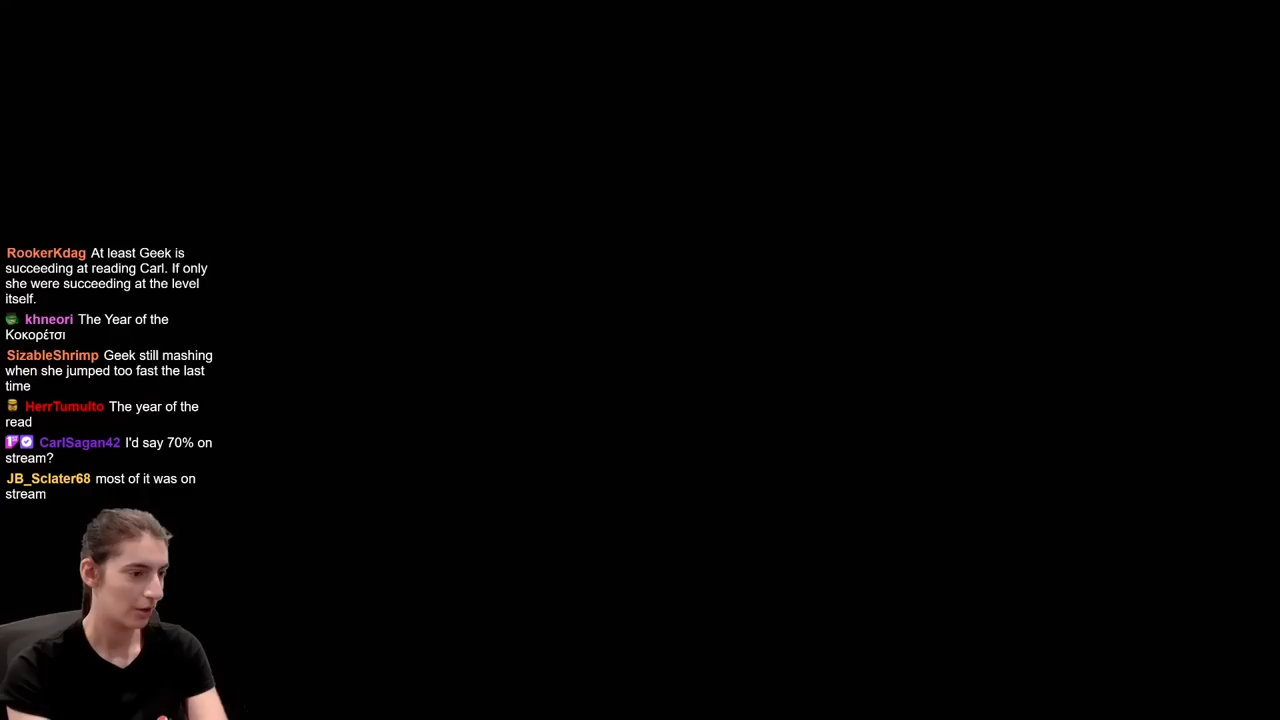 RookerKdag At least Geek is
succeeding at reading Carl. If only
she were succeeding at the level
itself.
khneori The Year of the
Κοκορέτσι
SizableShrimp Geek still mashing
when she jumped too fast the last
time
HerrTumulto The year of the
read
CarlSagan42 I'd say 70% on
stream?
JB_Sclater68 most of it was on
stream